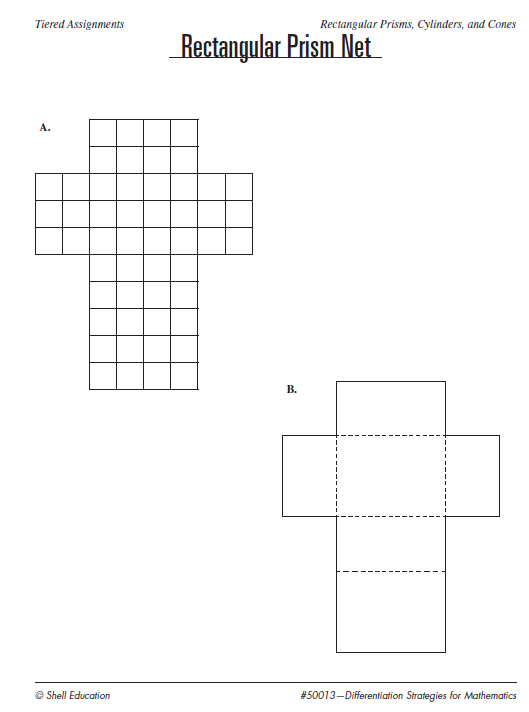 Tiered Assignments Rectangular Prisms, Cylinders, and Cones
Rectangular Prism Net
A.
B.
© Shell Education #50013—Differentiation Strategies for Mathematics